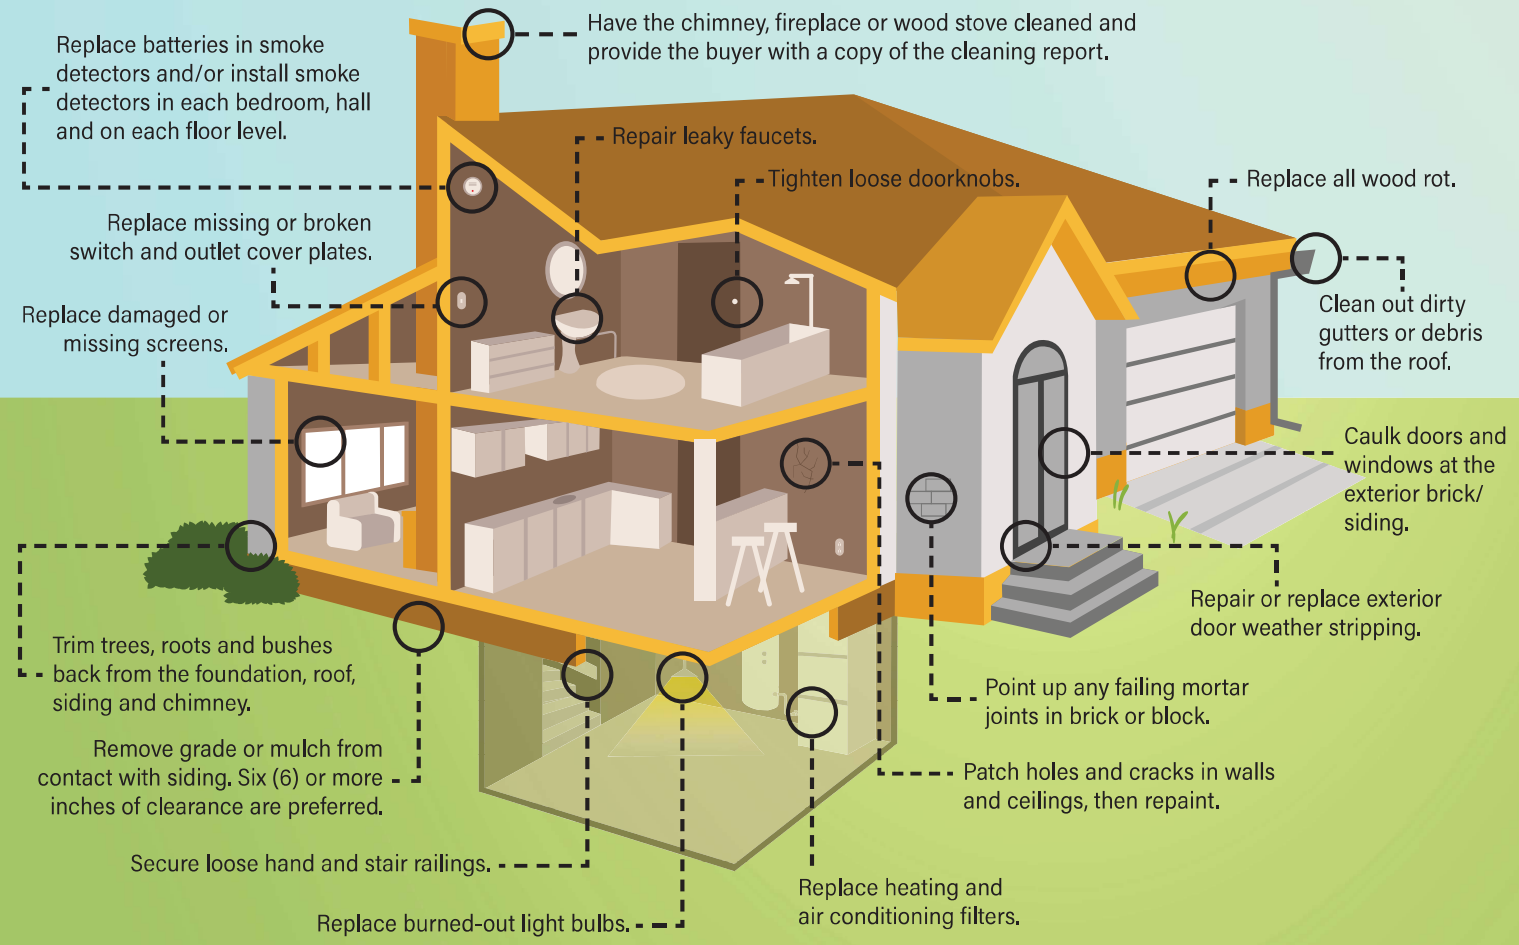 Have the chimney, fireplace or wood stove cleaned and
provide the buyer with a copy of the cleaning report.
Replace batteries in smoke
detectors and/or install smoke
detectors in each bedroom, hall
and on each floor level.
Repair leaky faucets.
Tighten loose doorknobs.
Replace all wood rot.
Replace missing or broken
switch and outlet cover plates.
Clean out dirty
gutters or debris
from the roof.
Replace damaged or
missing screens.
Caulk doors and
windows at the
exterior brick/
siding.
Repair or replace exterior
door weather stripping.
Trim trees, roots and bushes
back from the foundation, roof,
siding and chimney.
Point up any failing mortar
joints in brick or block.
Remove grade or mulch from
contact with siding. Six (6) or more
inches of clearance are preferred.
Patch holes and cracks in walls
and ceilings, then repaint.
Secure loose hand and stair railings.
Replace heating and
air conditioning filters.
Replace burned-out light bulbs.